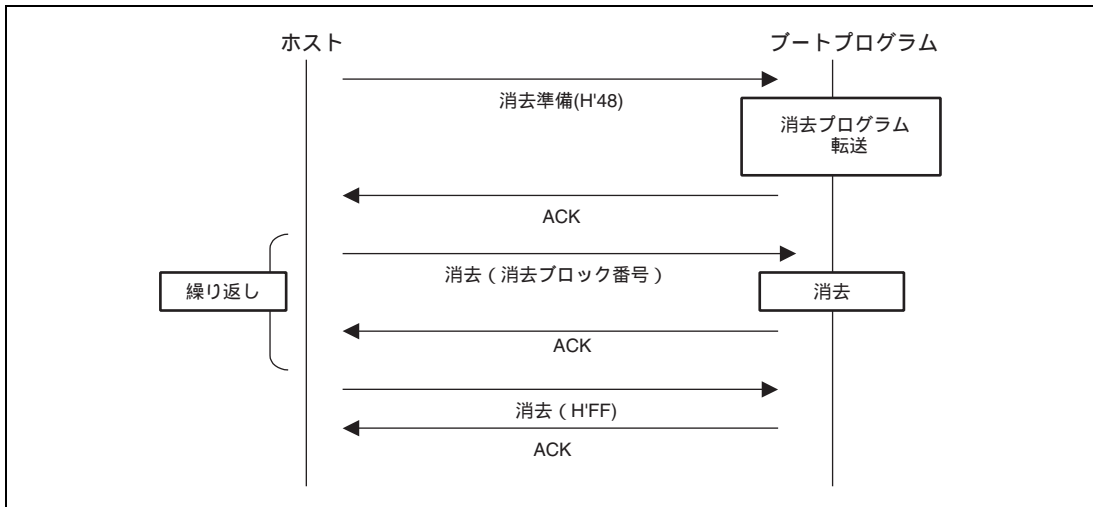 ホスト
ブートプログラム
消去準備(H'48)
消去プログラム
転送
ACK
消去（消去ブロック番号）
繰り返し
消去
ACK
消去（H'FF)
ACK